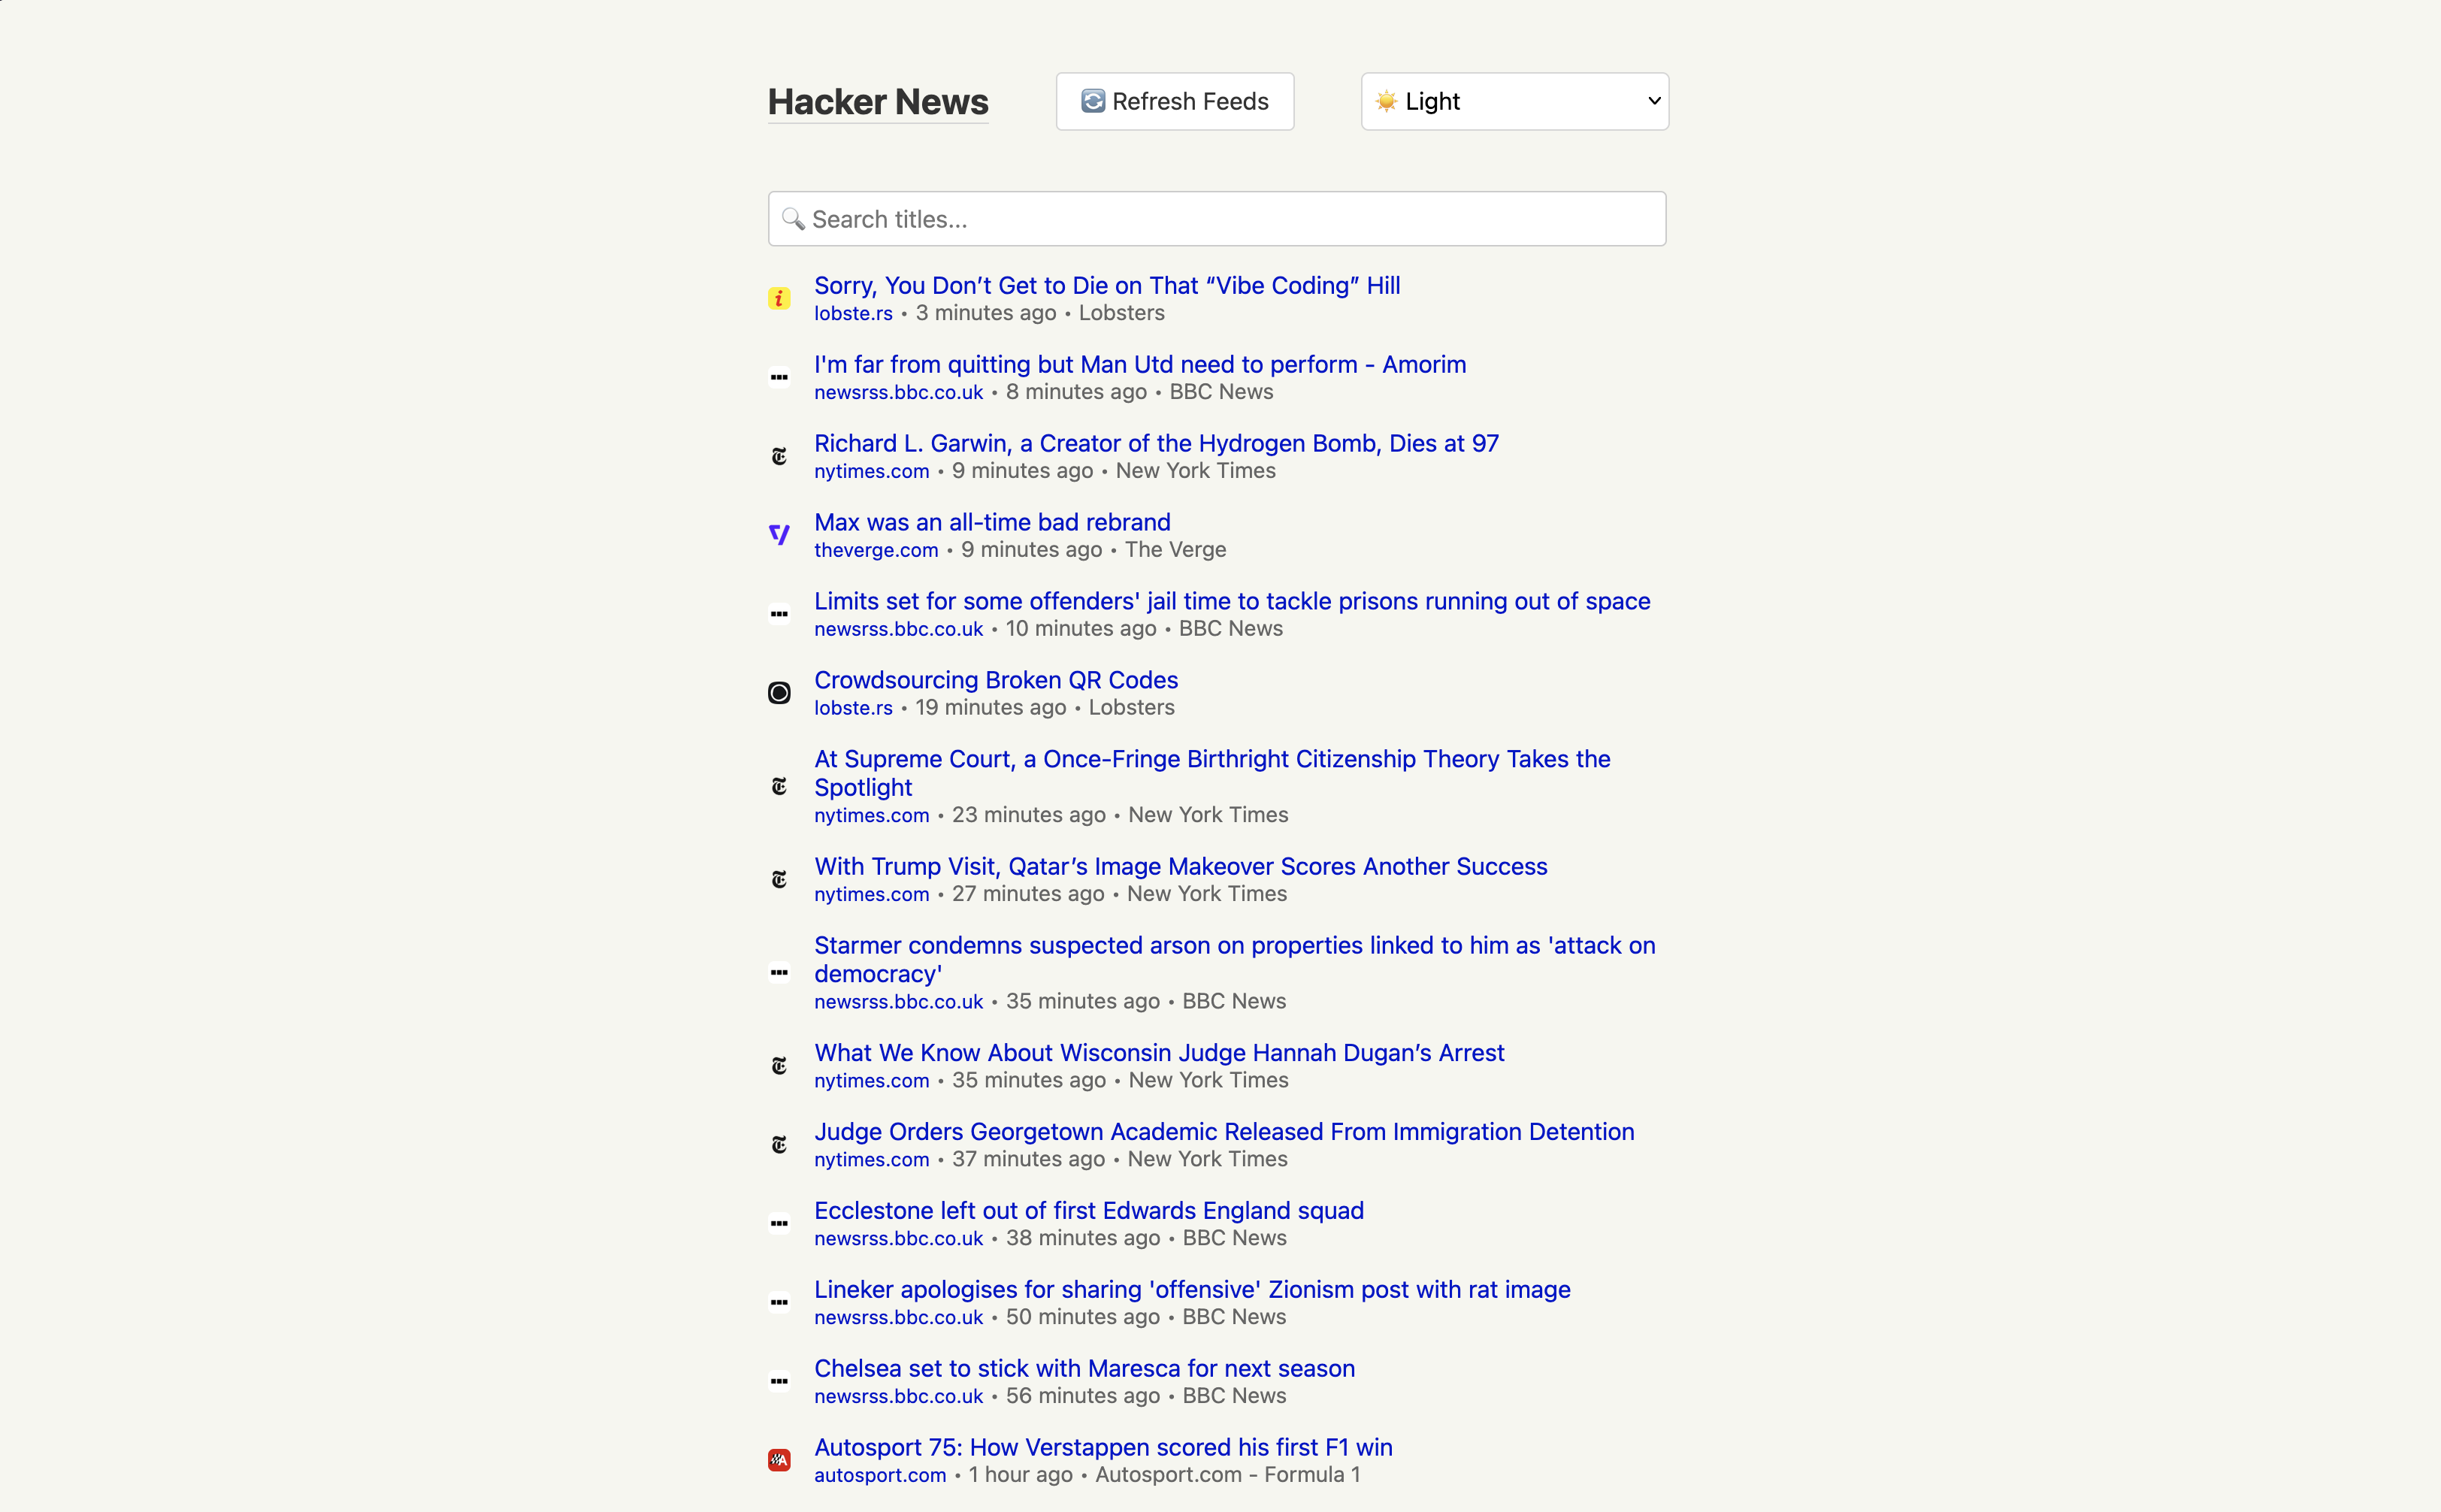 Hacker News
🔄 Refresh Feeds
☀️ Light
🔍 Search titles...
Sorry, You Don’t Get to Die on That “Vibe Coding” Hill
lobste.rs • 3 minutes ago • Lobsters
I'm far from quitting but Man Utd need to perform - Amorim
newsrss.bbc.co.uk • 8 minutes ago • BBC News
Richard L. Garwin, a Creator of the Hydrogen Bomb, Dies at 97
nytimes.com • 9 minutes ago • New York Times
Max was an all-time bad rebrand
theverge.com • 9 minutes ago • The Verge
Limits set for some offenders' jail time to tackle prisons running out of space
newsrss.bbc.co.uk • 10 minutes ago • BBC News
Crowdsourcing Broken QR Codes
lobste.rs • 19 minutes ago • Lobsters
At Supreme Court, a Once-Fringe Birthright Citizenship Theory Takes the
Spotlight
nytimes.com • 23 minutes ago • New York Times
With Trump Visit, Qatar’s Image Makeover Scores Another Success
nytimes.com • 27 minutes ago • New York Times
Starmer condemns suspected arson on properties linked to him as 'attack on
democracy'
newsrss.bbc.co.uk • 35 minutes ago • BBC News
What We Know About Wisconsin Judge Hannah Dugan’s Arrest
nytimes.com • 35 minutes ago • New York Times
Judge Orders Georgetown Academic Released From Immigration Detention
nytimes.com • 37 minutes ago • New York Times
Ecclestone left out of first Edwards England squad
newsrss.bbc.co.uk • 38 minutes ago • BBC News
Lineker apologises for sharing 'offensive' Zionism post with rat image
newsrss.bbc.co.uk • 50 minutes ago • BBC News
Chelsea set to stick with Maresca for next season
newsrss.bbc.co.uk • 56 minutes ago • BBC News
Autosport 75: How Verstappen scored his first F1 win
autosport.com • 1 hour ago • Autosport.com - Formula 1